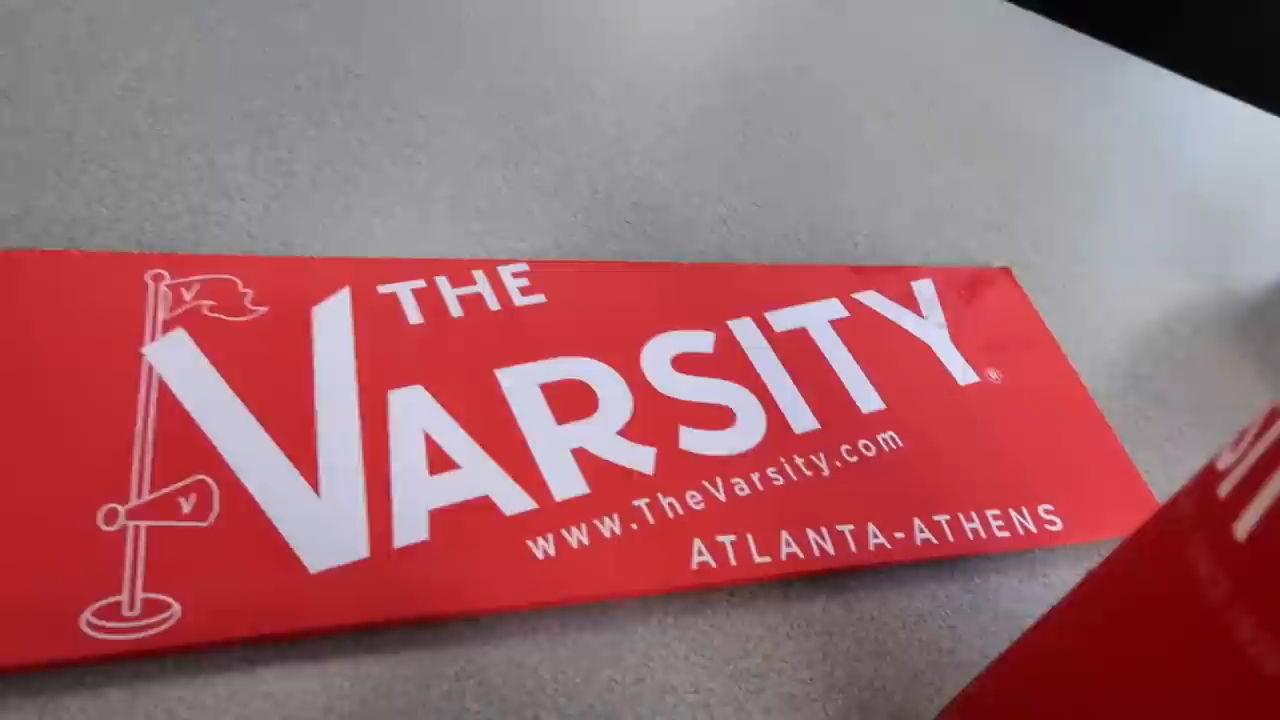 THE
VARSITY
www.TheVarsity.com
ATLANTA-ATHENS
V
V